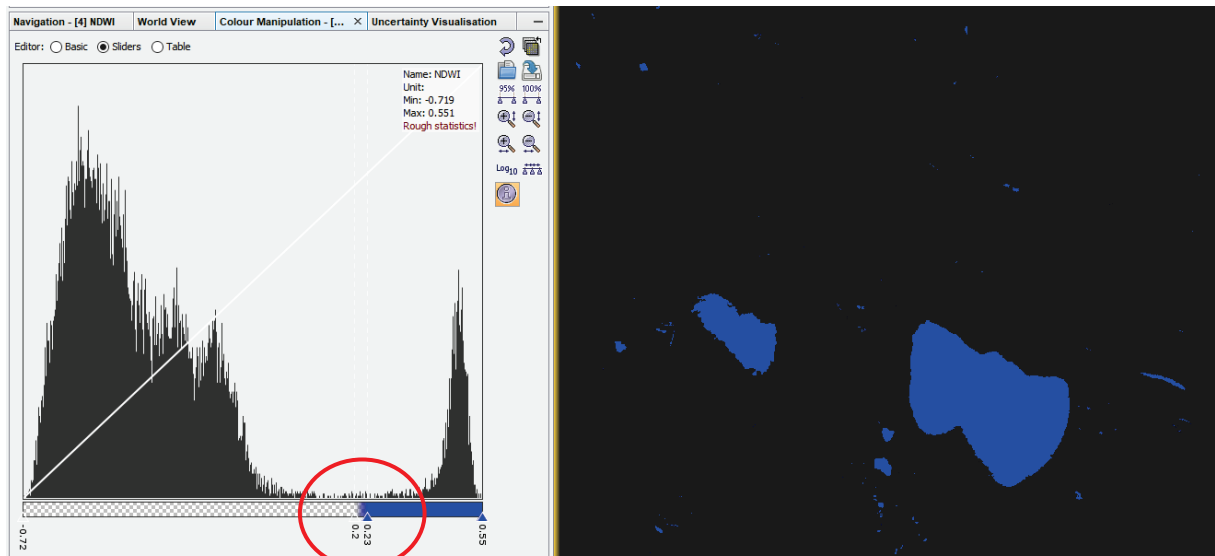 Navigation - [4] NDWI World View Colour Manipulation - [... × Uncertainty Visualisation
Editor: Basic Sliders Table
Name: NDWI
Unit:
Min: -0.719
Max: 0.551
Rough statistics!
95% 100%
Log10
-0.72 0.2 0.23 0.55